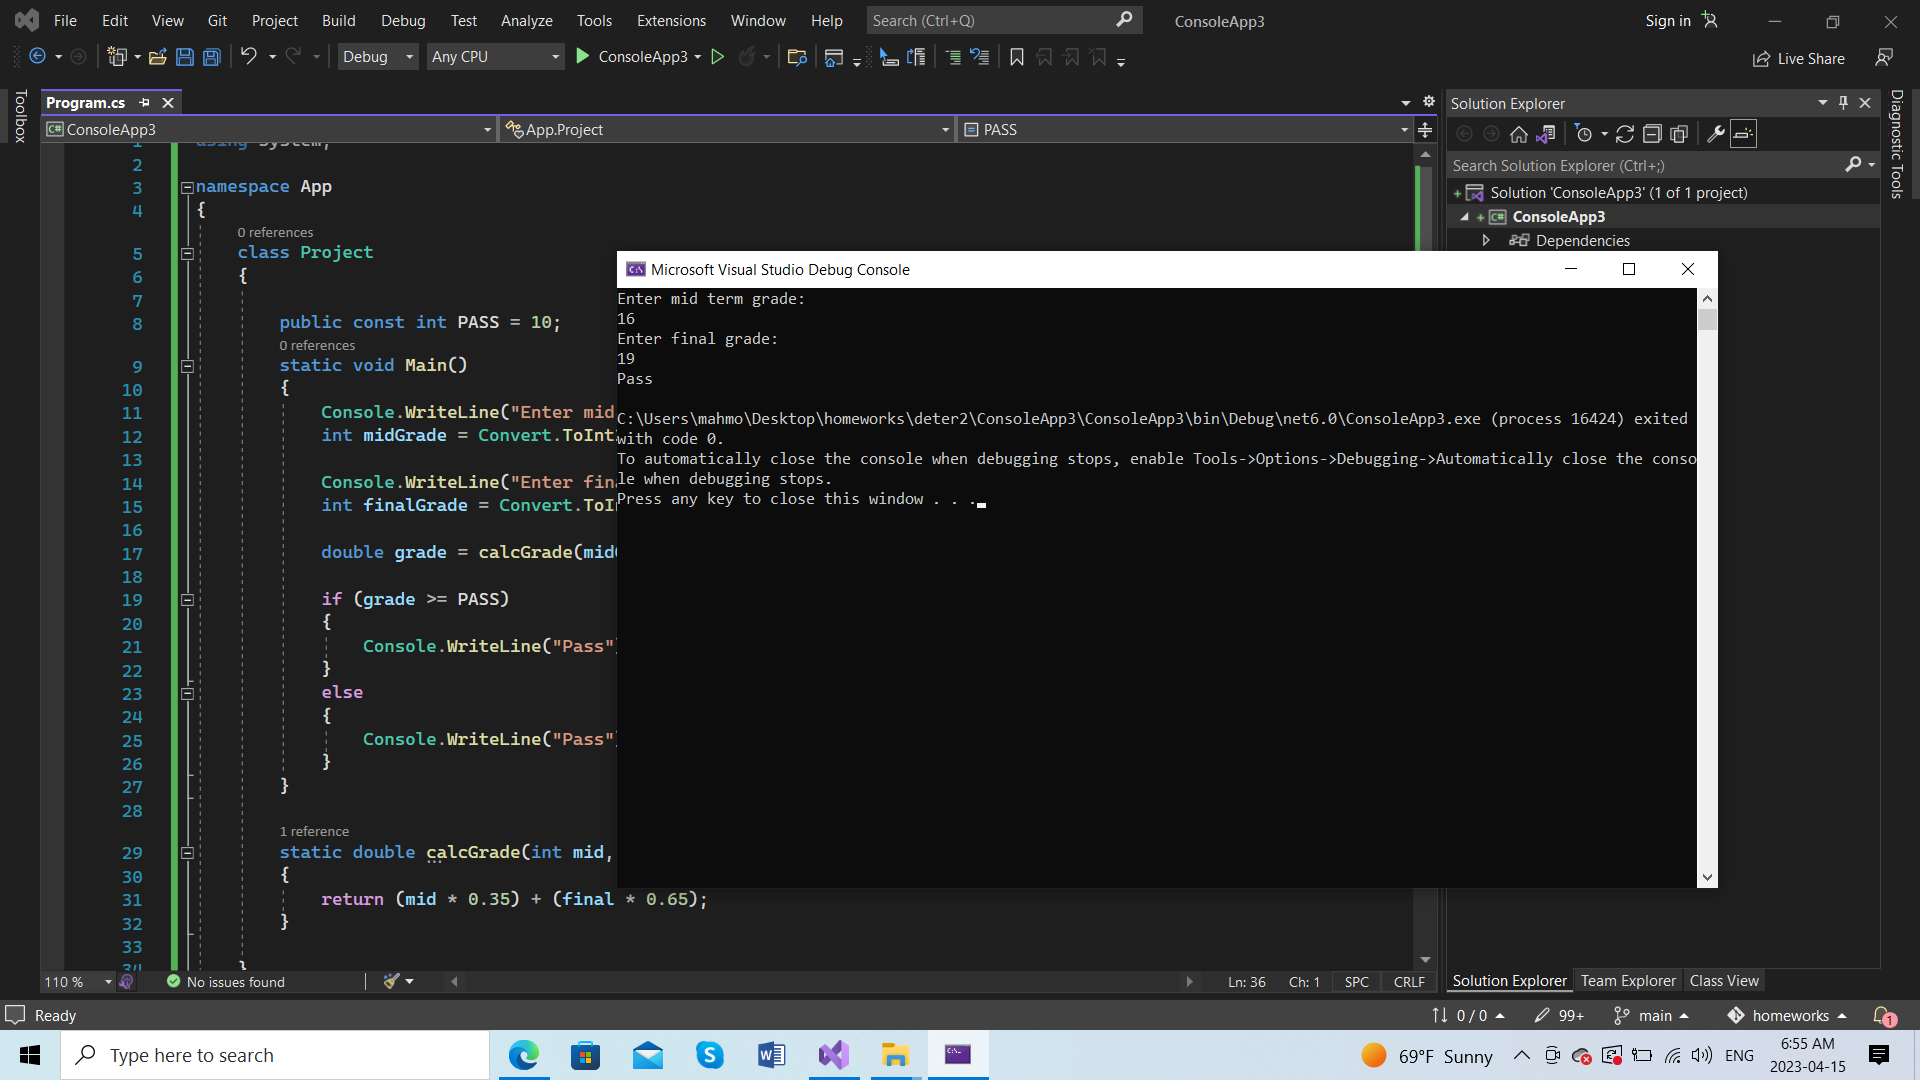 File Edit View Git Project Build Debug Test Analyze Tools Extensions Window Help Search (Ctrl+Q) ConsoleApp3 Sign in
Debug Any CPU ConsoleApp3 Live Share
Toolbox
Program.cs
ConsoleApp3 App.Project PASS
1 using System;
2
3 namespace App
4 {
0 references
5 class Project
6 {
7
8 public const int PASS = 10;
0 references
9 static void Main()
10 {
11 Console.WriteLine("Enter mid
12 int midGrade = Convert.ToInt
13
14 Console.WriteLine("Enter fin
15 int finalGrade = Convert.ToIn
16
17 double grade = calcGrade(mid
18
19 if (grade >= PASS)
20 {
21 Console.WriteLine("Pass"
22 }
23 else
24 {
25 Console.WriteLine("Pass"
26 }
27 }
28
1 reference
29 static double calcGrade(int mid,
30 {
31 return (mid * 0.35) + (final * 0.65);
32 }
33
34 }
Microsoft Visual Studio Debug Console
Enter mid term grade:
16
Enter final grade:
19
Pass
C:\Users\mahmo\Desktop\homeworks\deter2\ConsoleApp3\ConsoleApp3\bin\Debug\net6.0\ConsoleApp3.exe (process 16424) exited
with code 0.
To automatically close the console when debugging stops, enable Tools->Options->Debugging->Automatically close the conso
le when debugging stops.
Press any key to close this window . . .
Solution Explorer
Search Solution Explorer (Ctrl+;)
Solution 'ConsoleApp3' (1 of 1 project)
ConsoleApp3
Dependencies
Diagnostic Tools
110 % No issues found Ln: 36 Ch: 1 SPC CRLF
Solution Explorer Team Explorer Class View
Ready 0 / 0 99+ main homeworks 1
Type here to search 69°F Sunny ENG 6:55 AM
2023-04-15